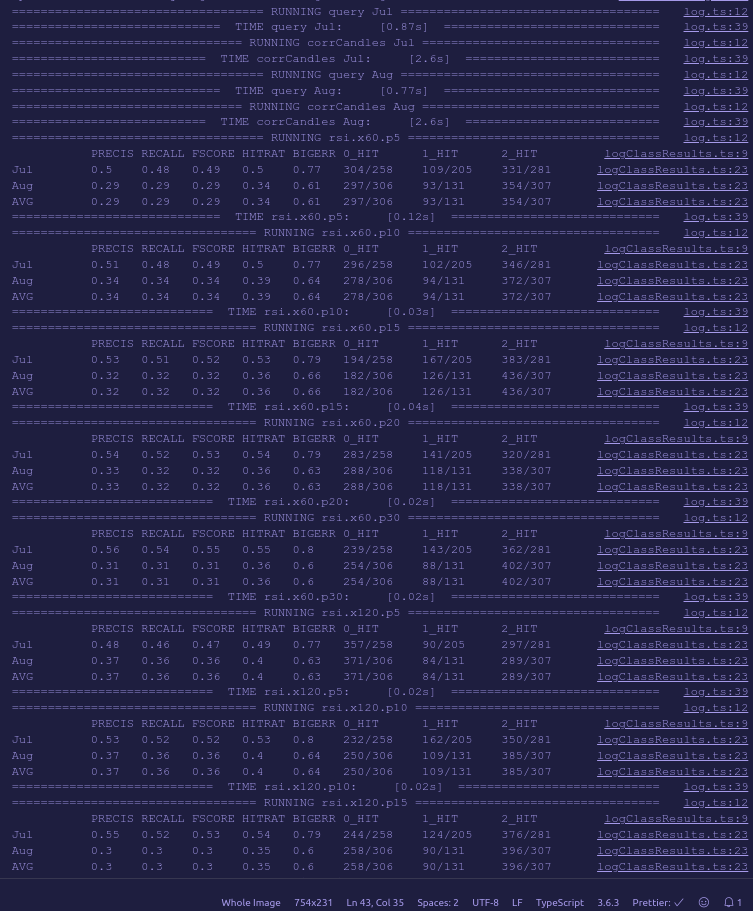 ==================================== RUNNING query Jul ==================================== log.ts:12
============================= TIME query Jul: [0.87s] ============================= log.ts:39
================================= RUNNING corrCandles Jul ================================= log.ts:12
=========================== TIME corrCandles Jul: [2.6s] =========================== log.ts:39
=================================== RUNNING query Aug =================================== log.ts:12
============================= TIME query Aug: [0.77s] ============================= log.ts:39
================================ RUNNING corrCandles Aug ================================= log.ts:12
=========================== TIME corrCandles Aug: [2.6s] ============================= log.ts:39
=================================== RUNNING rsi.x60.p5 =================================== log.ts:12
PRECIS RECALL FSCORE HITRAT BIGERR 0_HIT 1_HIT 2_HIT logClassResults.ts:9
Jul 0.5 0.48 0.49 0.5 0.77 304/258 109/205 331/281 logClassResults.ts:23
Aug 0.29 0.29 0.29 0.34 0.61 297/306 93/131 354/307 logClassResults.ts:23
AVG 0.29 0.29 0.29 0.34 0.61 297/306 93/131 354/307 logClassResults.ts:23
============================= TIME rsi.x60.p5: [0.12s] ============================= log.ts:39
================================== RUNNING rsi.x60.p10 =================================== log.ts:12
PRECIS RECALL FSCORE HITRAT BIGERR 0_HIT 1_HIT 2_HIT logClassResults.ts:9
Jul 0.51 0.48 0.49 0.5 0.77 296/258 102/205 346/281 logClassResults.ts:23
Aug 0.34 0.34 0.34 0.39 0.64 278/306 94/131 372/307 logClassResults.ts:23
AVG 0.34 0.34 0.34 0.39 0.64 278/306 94/131 372/307 logClassResults.ts:23
============================ TIME rsi.x60.p10: [0.03s] ============================= log.ts:39
================================== RUNNING rsi.x60.p15 =================================== log.ts:12
PRECIS RECALL FSCORE HITRAT BIGERR 0_HIT 1_HIT 2_HIT logClassResults.ts:9
Jul 0.53 0.51 0.52 0.53 0.79 194/258 167/205 383/281 logClassResults.ts:23
Aug 0.32 0.32 0.32 0.36 0.66 182/306 126/131 436/307 logClassResults.ts:23
AVG 0.32 0.32 0.32 0.36 0.66 182/306 126/131 436/307 logClassResults.ts:23
============================ TIME rsi.x60.p15: [0.04s] ============================= log.ts:39
================================== RUNNING rsi.x60.p20 =================================== log.ts:12
PRECIS RECALL FSCORE HITRAT BIGERR 0_HIT 1_HIT 2_HIT logClassResults.ts:9
Jul 0.54 0.52 0.53 0.54 0.79 283/258 141/205 320/281 logClassResults.ts:23
Aug 0.33 0.32 0.32 0.36 0.63 288/306 118/131 338/307 logClassResults.ts:23
AVG 0.33 0.32 0.32 0.36 0.63 288/306 118/131 338/307 logClassResults.ts:23
============================ TIME rsi.x60.p20: [0.02s] ============================= log.ts:39
================================== RUNNING rsi.x60.p30 =================================== log.ts:12
PRECIS RECALL FSCORE HITRAT BIGERR 0_HIT 1_HIT 2_HIT logClassResults.ts:9
Jul 0.56 0.54 0.55 0.55 0.8 239/258 143/205 362/281 logClassResults.ts:23
Aug 0.31 0.31 0.31 0.36 0.6 254/306 88/131 402/307 logClassResults.ts:23
AVG 0.31 0.31 0.31 0.36 0.6 254/306 88/131 402/307 logClassResults.ts:23
============================ TIME rsi.x60.p30: [0.02s] ============================= log.ts:39
================================== RUNNING rsi.x120.p5 =================================== log.ts:12
PRECIS RECALL FSCORE HITRAT BIGERR 0_HIT 1_HIT 2_HIT logClassResults.ts:9
Jul 0.48 0.46 0.47 0.49 0.77 357/258 90/205 297/281 logClassResults.ts:23
Aug 0.37 0.36 0.36 0.4 0.63 371/306 84/131 289/307 logClassResults.ts:23
AVG 0.37 0.36 0.36 0.4 0.63 371/306 84/131 289/307 logClassResults.ts:23
============================ TIME rsi.x120.p5: [0.02s] ============================= log.ts:39
================================== RUNNING rsi.x120.p10 ================================== log.ts:12
PRECIS RECALL FSCORE HITRAT BIGERR 0_HIT 1_HIT 2_HIT logClassResults.ts:9
Jul 0.53 0.52 0.52 0.53 0.8 232/258 162/205 350/281 logClassResults.ts:23
Aug 0.37 0.36 0.36 0.4 0.64 250/306 109/131 385/307 logClassResults.ts:23
AVG 0.37 0.36 0.36 0.4 0.64 250/306 109/131 385/307 logClassResults.ts:23
============================ TIME rsi.x120.p10: [0.02s] ============================ log.ts:39
================================== RUNNING rsi.x120.p15 ================================== log.ts:12
PRECIS RECALL FSCORE HITRAT BIGERR 0_HIT 1_HIT 2_HIT logClassResults.ts:9
Jul 0.55 0.52 0.53 0.54 0.79 244/258 124/205 376/281 logClassResults.ts:23
Aug 0.3 0.3 0.3 0.35 0.6 258/306 90/131 396/307 logClassResults.ts:23
AVG 0.3 0.3 0.3 0.35 0.6 258/306 90/131 396/307 logClassResults.ts:23
Whole Image 754x231 Ln 43, Col 35 Spaces: 2 UTF-8 LF TypeScript 3.6.3 Prettier: ✓ 1